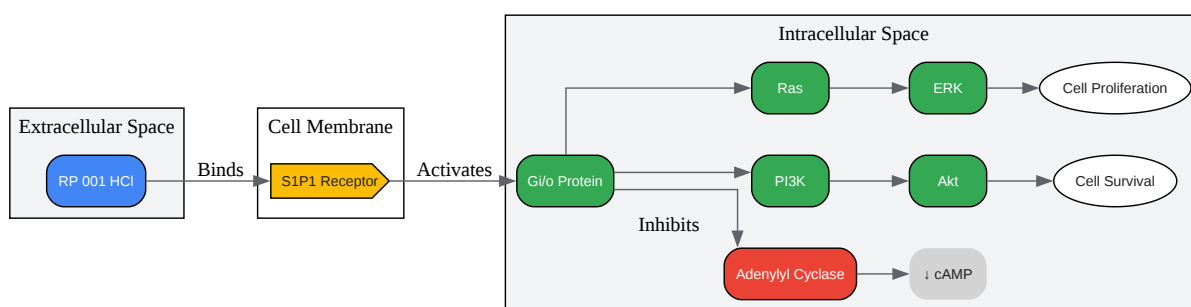 Intracellular Space
Ras
ERK
Cell Proliferation
Extracellular Space
Cell Membrane
RP 001 HCl
Binds
S1P1 Receptor
Activates
Gi/o Protein
PI3K
Akt
Cell Survival
Inhibits
Adenylyl Cyclase
↓ cAMP